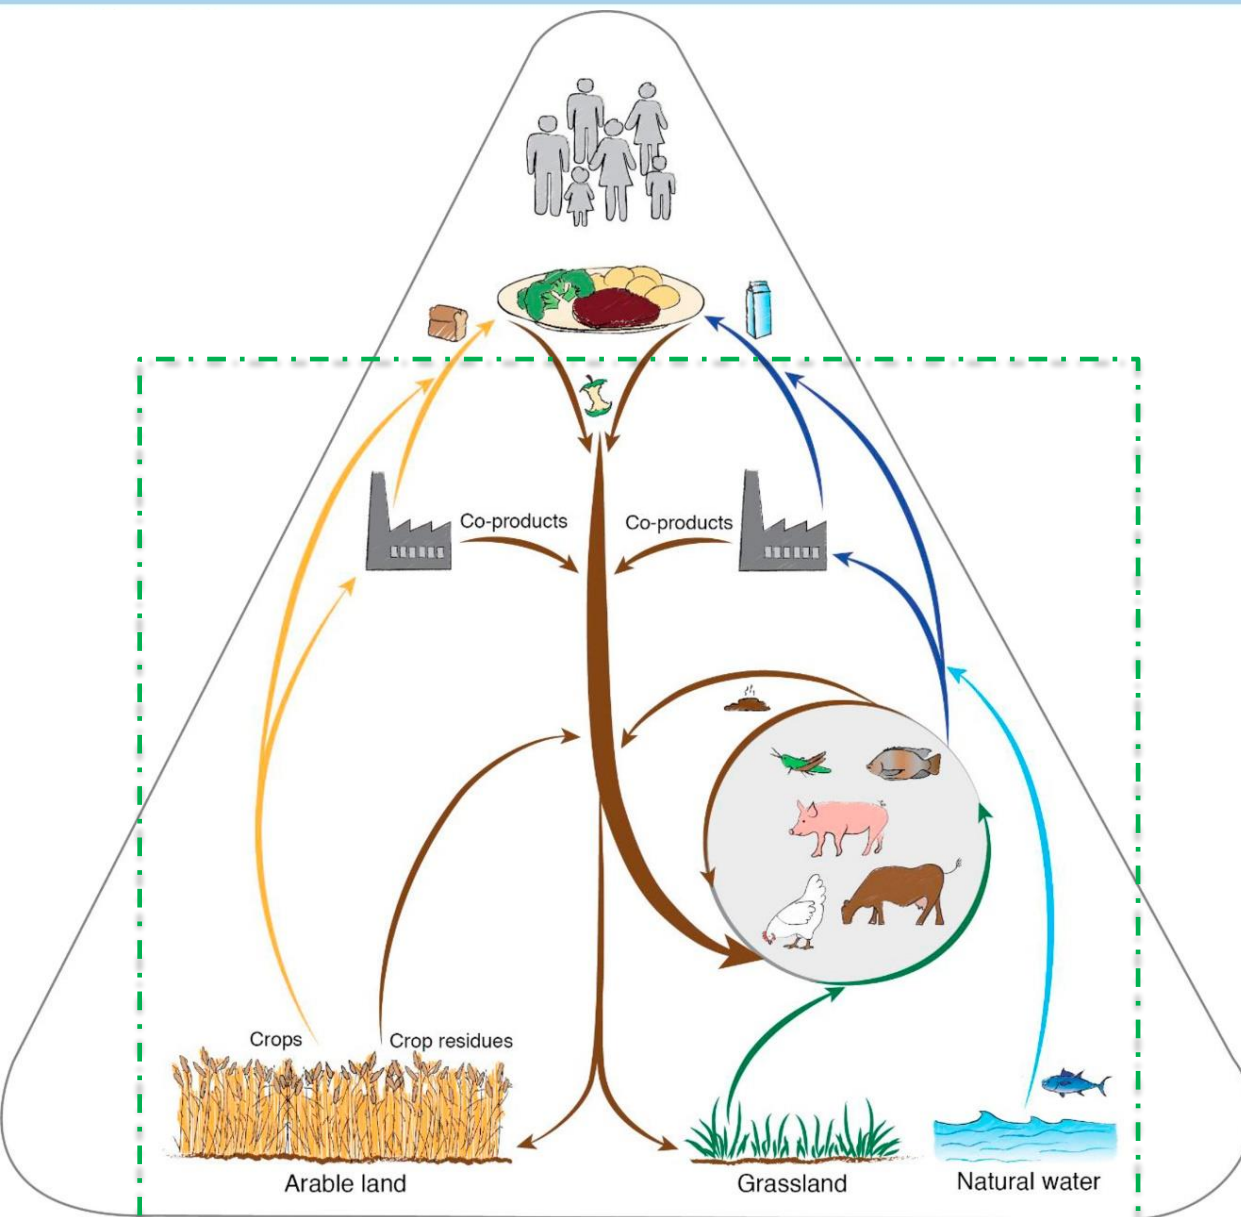 Co-products
Co-products
Crops
Crop residues
Arable land
Grassland
Natural water